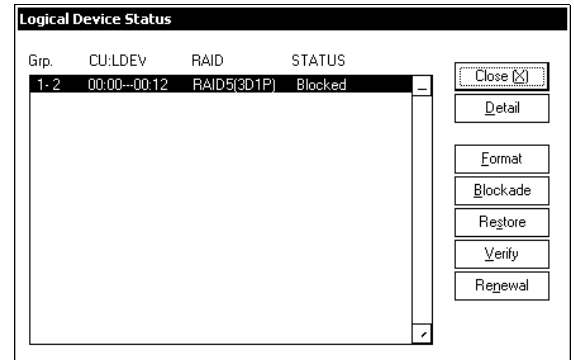 Logical Device Status
Grp. CU:LDEV RAID STATUS
1- 2 00:00---00:12 RAID5(3D1P) Blocked
Close (X)
Detail
Format
Blockade
Restore
Verify
Renewal